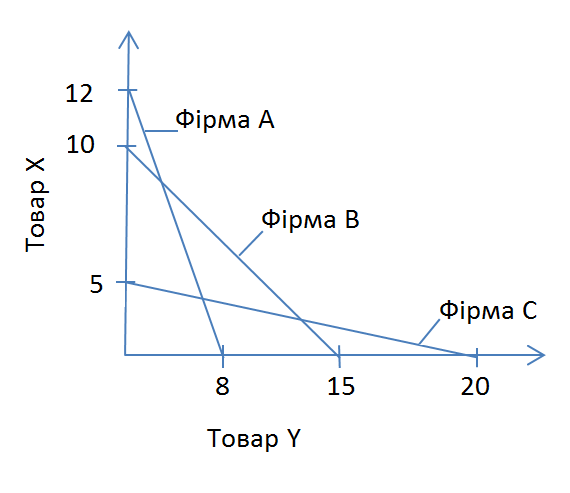 12
Фірма А
10
Товар X
Фірма В
5
Фірма С
8
15
20
Товар Y